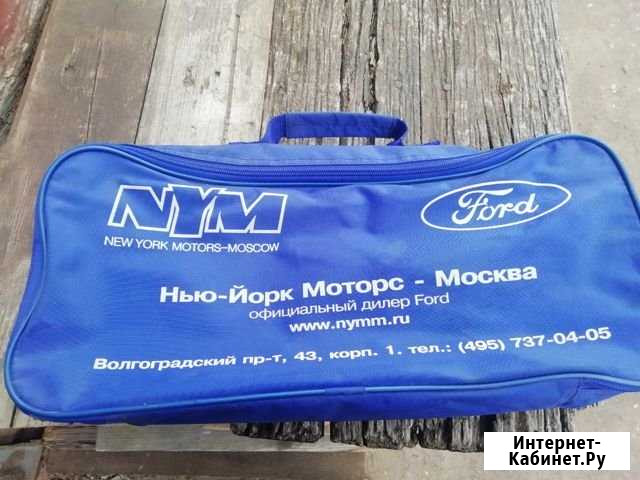 NYM
Ford
NEW YORK MOTORS–MOSCOW
Нью-Йорк Моторс - Москва
официальный дилер Ford
www.nymm.ru
Волгоградский пр-т, 43, корп. 1. тел.: (495) 737-04-05
Интернет-
Кабинет.Ру